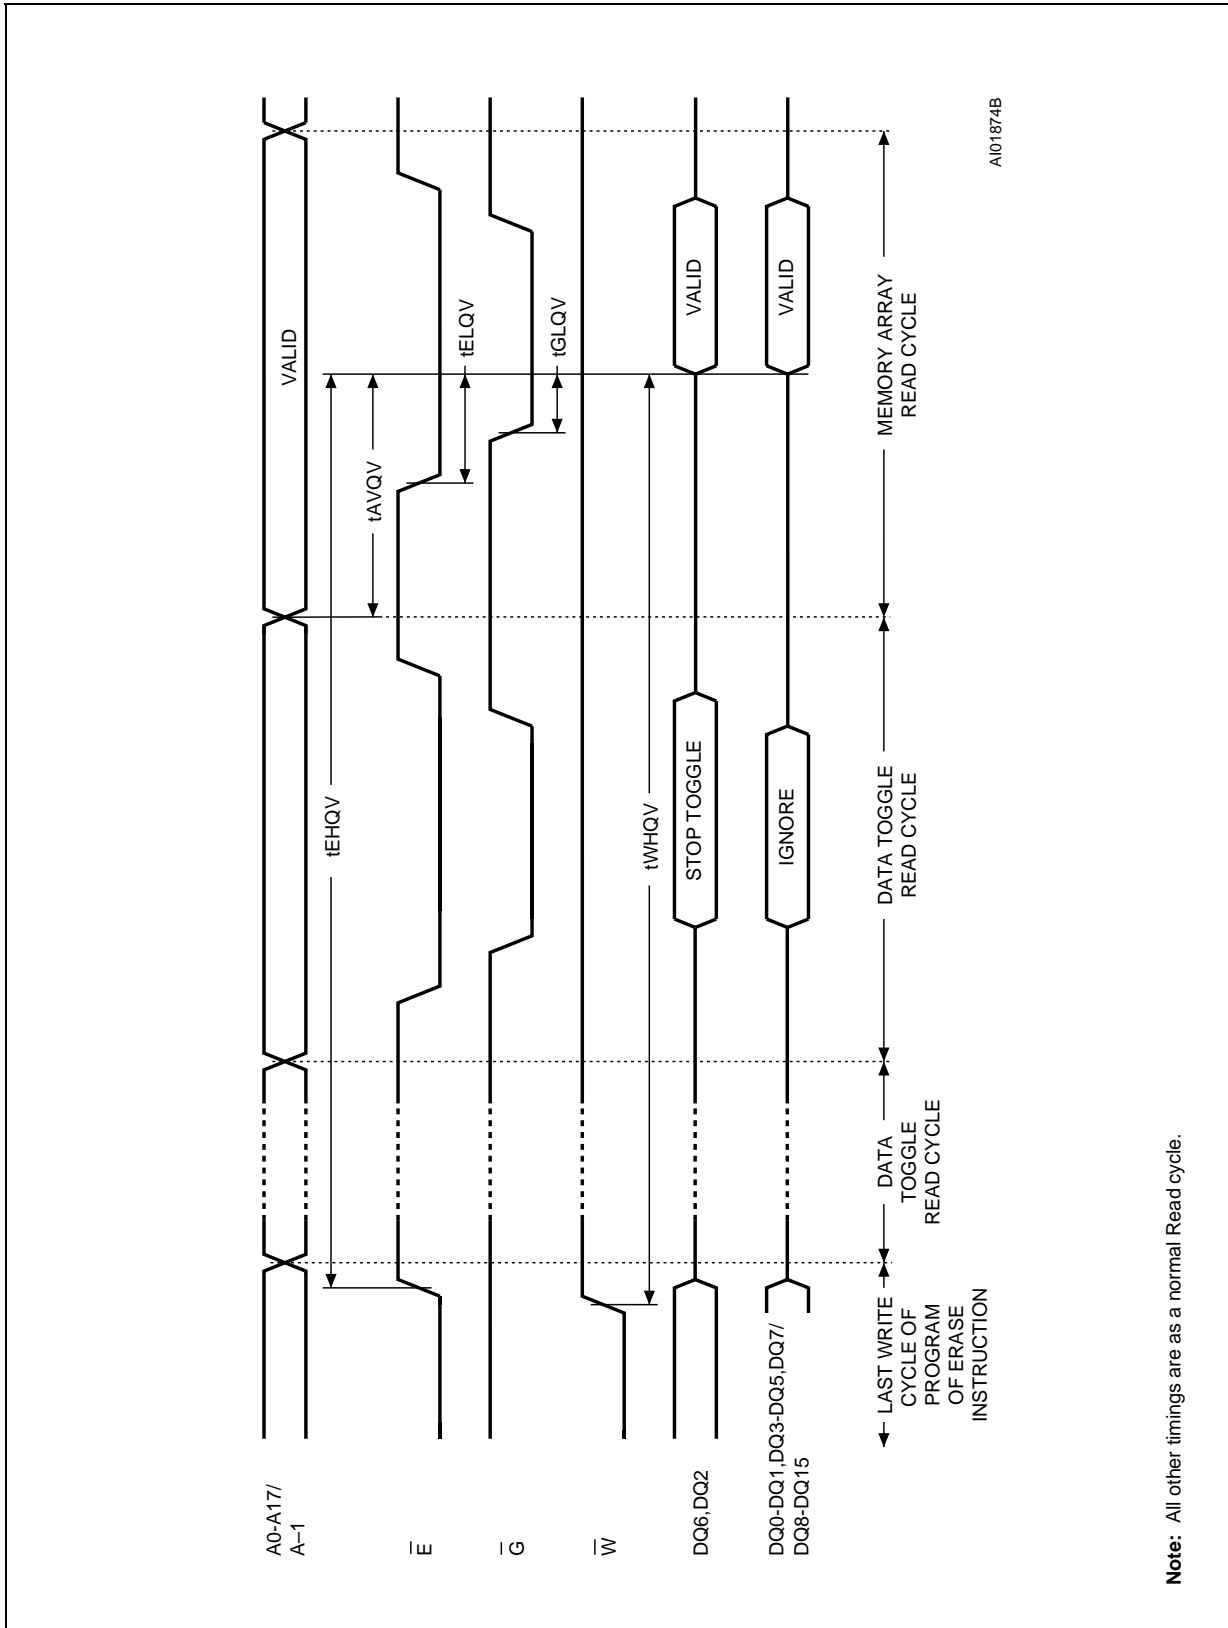 A0-A17/
A–1
VALID
tEHQV
tAVQV
E
tELQV
G
tGLQV
W
tWHQV
DQ6,DQ2
STOP TOGGLE
VALID
DQ0-DQ1,DQ3-DQ5,DQ7/
DQ8-DQ15
IGNORE
VALID
LAST WRITE
CYCLE OF
PROGRAM
OF ERASE
INSTRUCTION
DATA
TOGGLE
READ CYCLE
DATA TOGGLE
READ CYCLE
MEMORY ARRAY
READ CYCLE
AI01874B
Note: All other timings are as a normal Read cycle.